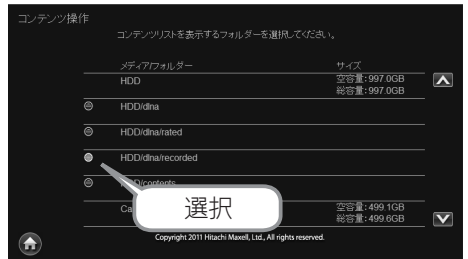 コンテンツ操作
コンテンツリストを表示するフォルダーを選択してください。
メディア/フォルダー サイズ
HDD 空容量:997.0GB
総容量:997.0GB
HDD/dlna
HDD/dlna/rated
HDD/dlna/recorded
HDD/contents
選択
Ca 空容量:499.1GB
総容量:499.6GB
Copyright 2011 Hitachi Maxell, Ltd., All rights reserved.